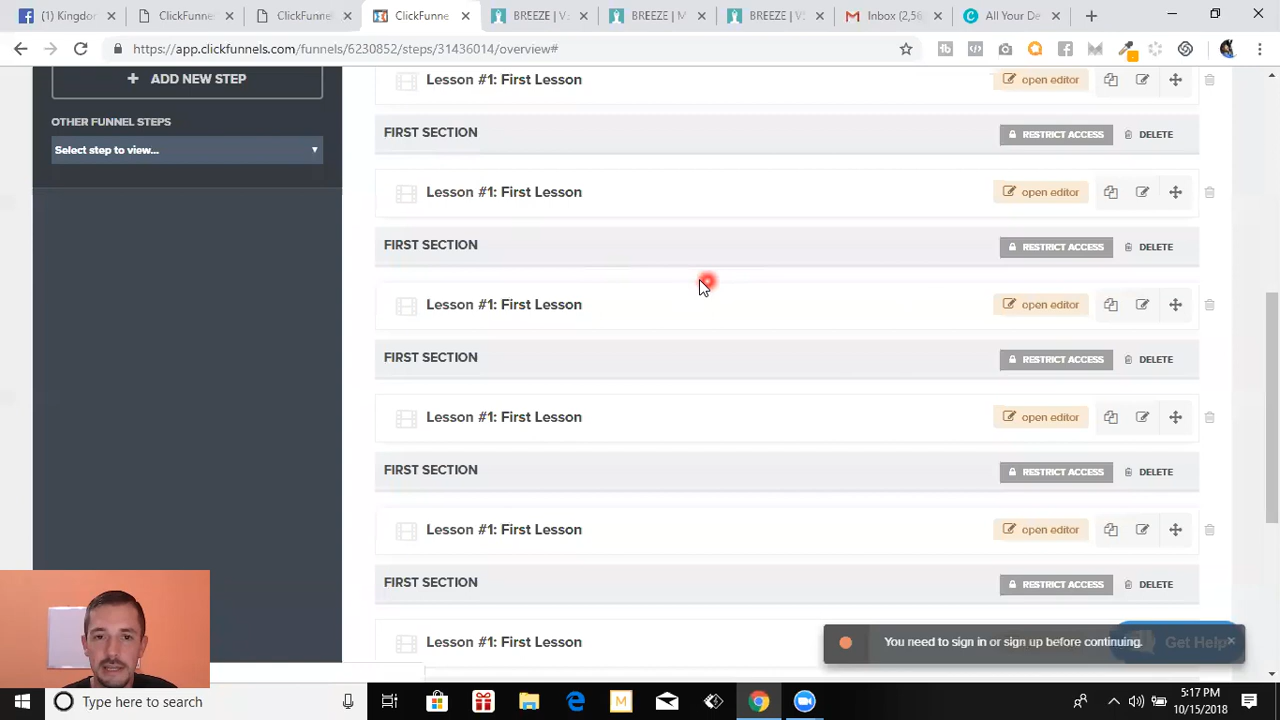 (1) Kingdo
ClickFunne
ClickFunne
ClickFunne
BREEZE | V
BREEZE | M
BREEZE | V
Inbox (2,56
All Your De
https://app.clickfunnels.com/funnels/6230852/steps/31436014/overview#
+ ADD NEW STEP
OTHER FUNNEL STEPS
Select step to view...
Lesson #1: First Lesson open editor
FIRST SECTION RESTRICT ACCESS DELETE
Lesson #1: First Lesson open editor
FIRST SECTION RESTRICT ACCESS DELETE
Lesson #1: First Lesson open editor
FIRST SECTION RESTRICT ACCESS DELETE
Lesson #1: First Lesson open editor
FIRST SECTION RESTRICT ACCESS DELETE
Lesson #1: First Lesson open editor
FIRST SECTION RESTRICT ACCESS DELETE
Lesson #1: First Lesson
You need to sign in or sign up before continuing.
Get Help
Type here to search
5:17 PM
10/15/2018